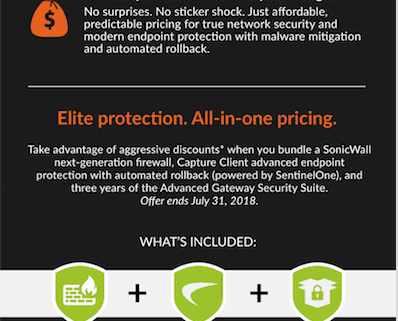 No surprises. No sticker shock. Just affordable,
predictable pricing for true network security and
modern endpoint protection with malware mitigation
and automated rollback.
Elite protection. All-in-one pricing.
Take advantage of aggressive discounts* when you bundle a SonicWall
next-generation firewall, Capture Client advanced endpoint
protection with automated rollback (powered by SentinelOne), and
three years of the Advanced Gateway Security Suite.
Offer ends July 31, 2018.
WHAT'S INCLUDED:
$
+
+